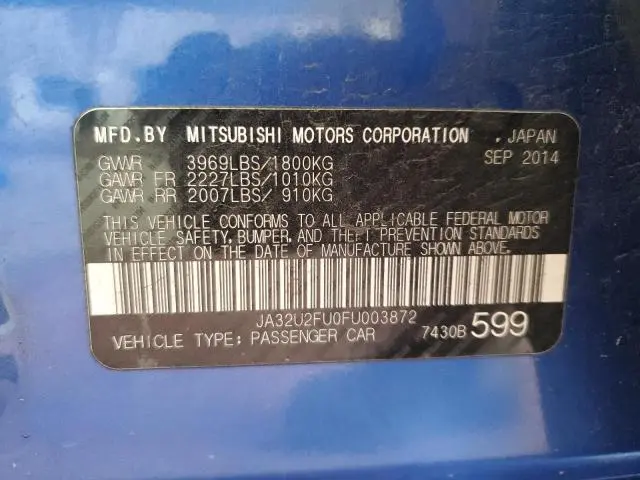 MFD.BY MITSUBISHI MOTORS CORPORATION , JAPAN
GVWR 3969LBS/1800KG SEP 2014
GAWR FR 2227LBS/1010KG
GAWR RR 2007LBS/ 910KG
THIS VEHICLE CONFORMS TO ALL APPLICABLE FEDERAL MOTOR
VEHICLE SAFETY, BUMPER, AND THEFT PREVENTION STANDARDS
IN EFFECT ON THE DATE OF MANUFACTURE SHOWN ABOVE.
JA32U2FU0FU003872
VEHICLE TYPE: PASSENGER CAR 7430B 599